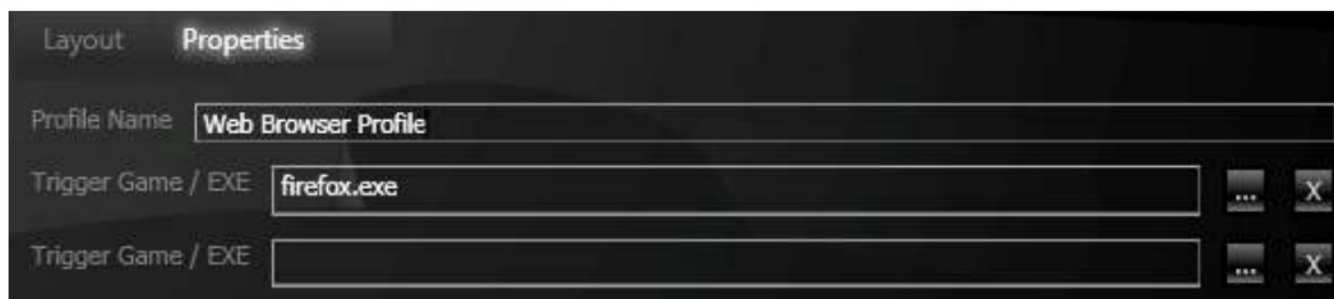 Layout Properties
Profile Name Web Browser Profile
Trigger Game / EXE firefox.exe ... X
Trigger Game / EXE ... X